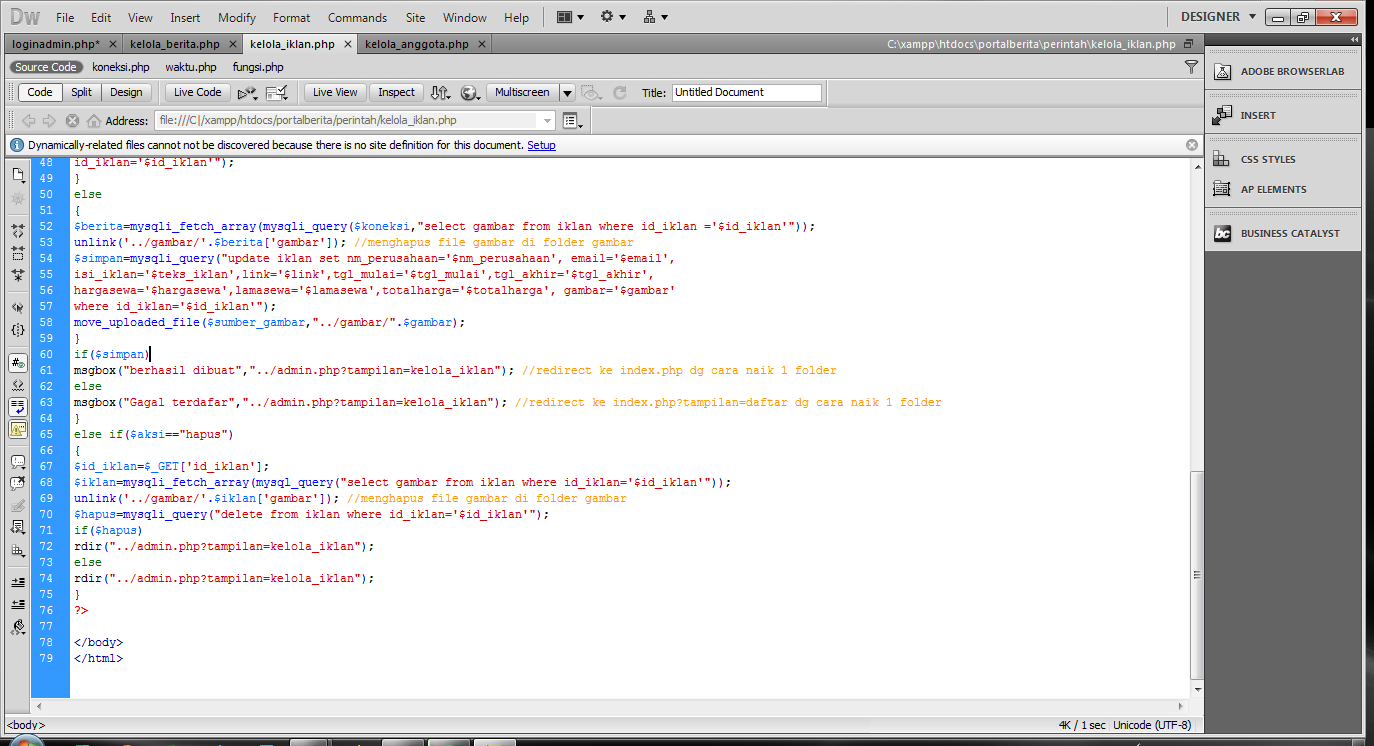 Dw File Edit View Insert Modify Format Commands Site Window Help DESIGNER
loginadmin.php* kelola_berita.php kelola_iklan.php kelola_anggota.php C:\xampp\htdocs\portalberita\perintah\kelola_iklan.php
Source Code koneksi.php waktu.php fungsi.php
Code Split Design Live Code Live View Inspect Multiscreen Title: Untitled Document
Address: file:///C|/xampp/htdocs/portalberita/perintah/kelola_iklan.php
Dynamically-related files cannot not be discovered because there is no site definition for this document. Setup
48 id_iklan='$id_iklan'");
49 }
50 else
51 {
52 $berita=mysqli_fetch_array(mysqli_query($koneksi,"select gambar from iklan where id_iklan ='$id_iklan'"));
53 unlink('../gambar/'.$berita['gambar']); //menghapus file gambar di folder gambar
54 $simpan=mysqli_query("update iklan set nm_perusahaan='$nm_perusahaan', email='$email',
55 isi_iklan='$teks_iklan',link='$link',tgl_mulai='$tgl_mulai',tgl_akhir='$tgl_akhir',
56 hargasewa='$hargasewa',lamasewa='$lamasewa',totalharga='$totalharga', gambar='$gambar'
57 where id_iklan='$id_iklan'");
58 move_uploaded_file($sumber_gambar,"../gambar/".$gambar);
59 }
60 if($simpan)
61 msgbox("berhasil dibuat","../admin.php?tampilan=kelola_iklan"); //redirect ke index.php dg cara naik 1 folder
62 else
63 msgbox("Gagal terdafar","../admin.php?tampilan=kelola_iklan"); //redirect ke index.php?tampilan=daftar dg cara naik 1 folder
64 }
65 else if($aksi=="hapus")
66 {
67 $id_iklan=$_GET['id_iklan'];
68 $iklan=mysqli_fetch_array(mysql_query("select gambar from iklan where id_iklan='$id_iklan'"));
69 unlink('../gambar/'.$iklan['gambar']); //menghapus file gambar di folder gambar
70 $hapus=mysqli_query("delete from iklan where id_iklan='$id_iklan'");
71 if($hapus)
72 rdir("../admin.php?tampilan=kelola_iklan");
73 else
74 rdir("../admin.php?tampilan=kelola_iklan");
75 }
76 ?>
77
78 </body>
79 </html>
<body> 4K / 1 sec Unicode (UTF-8)
ADOBE BROWSERLAB
INSERT
CSS STYLES
AP ELEMENTS
bc BUSINESS CATALYST